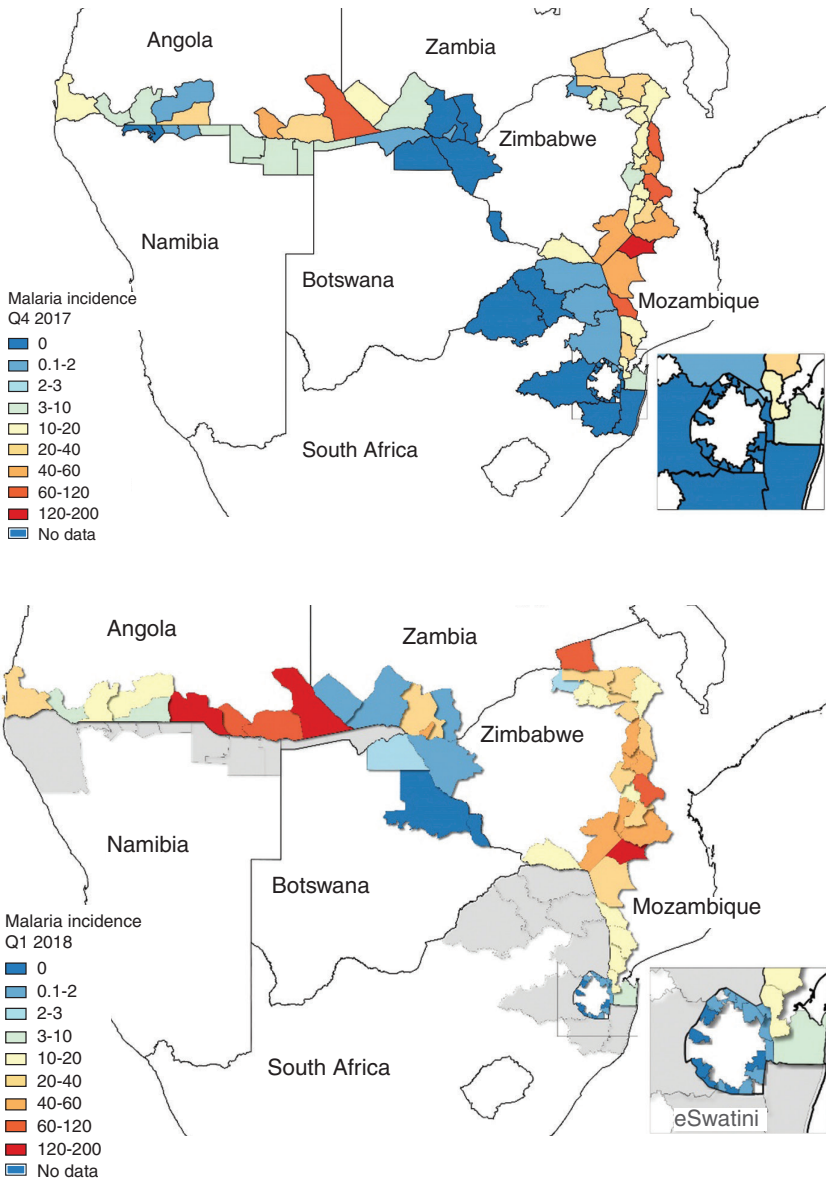 Angola
Zambia
Zimbabwe
Namibia
Botswana
Malaria incidence
Q4 2017
0
0.1-2
2-3
3-10
10-20
20-40
40-60
60-120
120-200
No data
Mozambique
South Africa
Angola
Zambia
Zimbabwe
Namibia
Botswana
Malaria incidence
Q1 2018
0
0.1-2
2-3
3-10
10-20
20-40
40-60
60-120
120-200
No data
Mozambique
South Africa
eSwatini